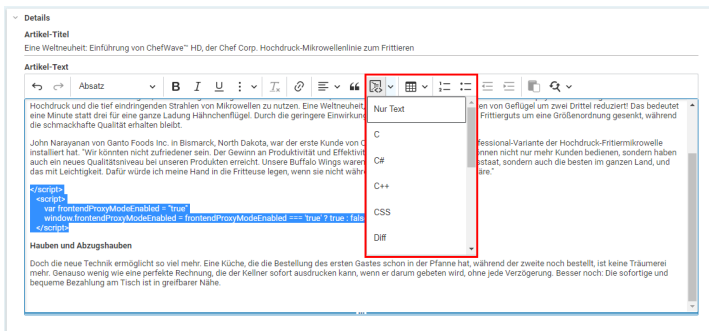 Details
Artikel-Titel
Eine Weltneuheit: Einführung von ChefWave™ HD, der Chef Corp. Hochdruck-Mikrowellenlinie zum Frittieren
Artikel-Text
Absatz
B I U
Hochdruck und die tief eindringenden Strahlen von Mikrowellen zu nutzen. Eine Weltneuheit, en von Geflügel um zwei Drittel reduziert! Das bedeutet
eine Minute statt drei für eine ganze Ladung Hähnchenflügel. Durch die geringere Einwirkun Frittierguts um eine Größenordnung gesenkt, während
die schmackhafte Qualität erhalten bleibt.
John Narayanan von Ganto Foods Inc. in Bismarck, North Dakota, war der erste Kunde von C fessional-Variante der Hochdruck-Fritiermikrowelle
installiert hat. "Wir könnten nicht zufriedener sein. Der Gewinn an Produktivität und Effektivit onnen nicht nur mehr Kunden bedienen, sondern haben
auch ein neues Qualitätsniveau bei unseren Produkten erreicht. Unsere Buffalo Wings waren sstaat, sondern auch die besten im ganzen Land, und
das mit Leichtigkeit. Dafür würde ich meine Hand in die Fritteuse legen, wenn sie nicht währe äre."
</script>
<script>
var frontendProxyModeEnabled = "true"
window.frontendProxyModeEnabled = frontendProxyModeEnabled === 'true' ? true : fals
</script>
Hauben und Abzugshauben
Doch die neue Technik ermöglicht so viel mehr. Eine Küche, die die Bestellung des ersten Gastes schon in der Pfanne hat, während der zweite noch bestellt, ist keine Träumerei
mehr. Genauso wenig wie eine perfekte Rechnung, die der Kellner sofort ausdrucken kann, wenn er darum gebeten wird, ohne jede Verzögerung. Besser noch: Die sofortige und
bequeme Bezahlung am Tisch ist in greifbarer Nähe.
Nur Text
C
C#
C++
CSS
Diff